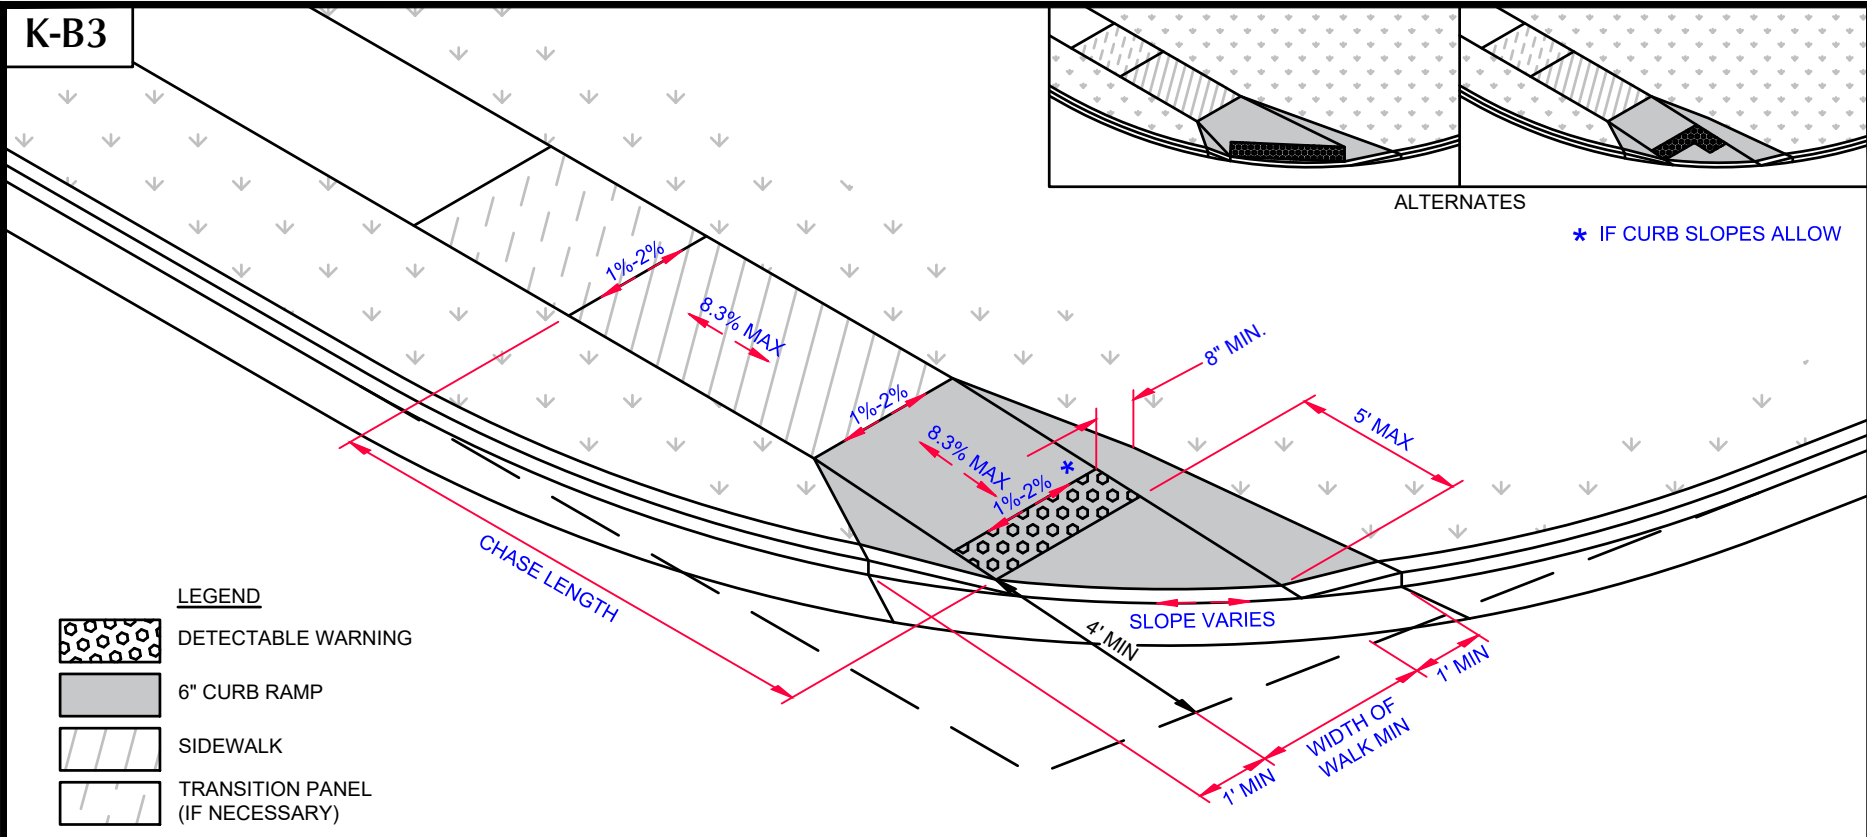 K-B3
ALTERNATES
* IF CURB SLOPES ALLOW
1%-2%
8.3% MAX
8" MIN.
1%-2%
8.3% MAX
1%-2% *
5' MAX
CHASE LENGTH
SLOPE VARIES
4' MIN
1' MIN
WIDTH OF
WALK MIN
1' MIN
LEGEND
DETECTABLE WARNING
6" CURB RAMP
SIDEWALK
TRANSITION PANEL
(IF NECESSARY)